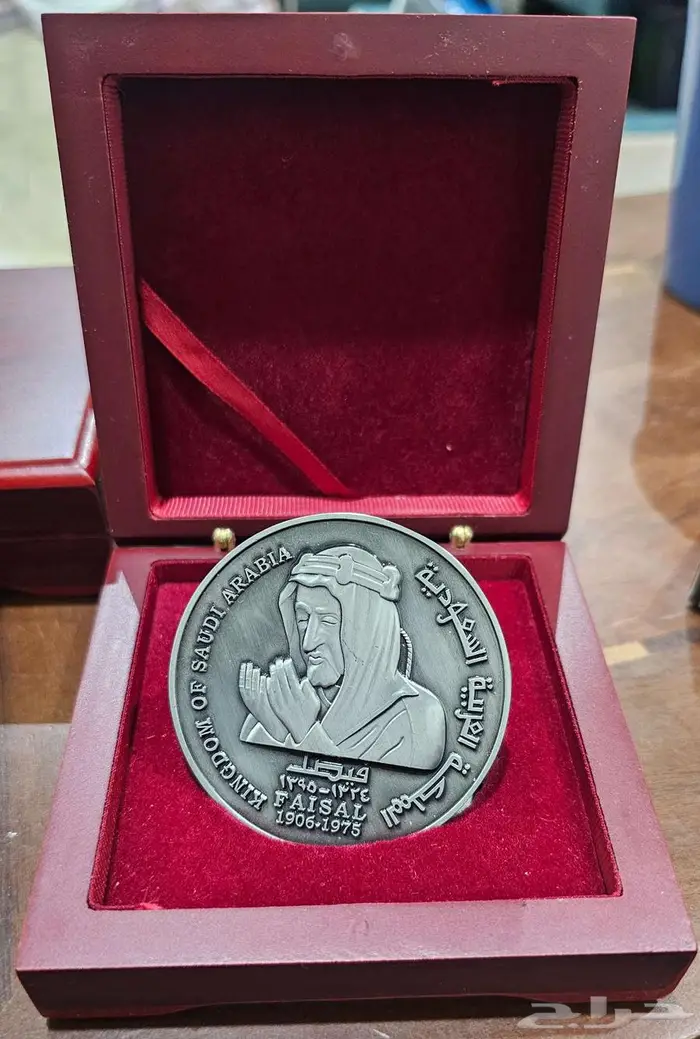 KINGDOM OF SAUDI ARABIA
المملكة العربية السعودية
فيصل
١٣٢٤-١٣٩٥
FAISAL
1906·1975
حراج